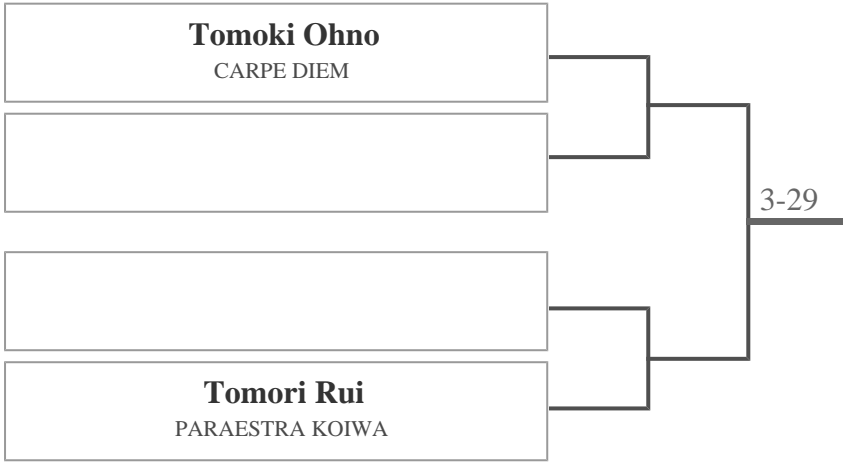 Tomoki Ohno
CARPE DIEM
3-29
Tomori Rui
PARAESTRA KOIWA